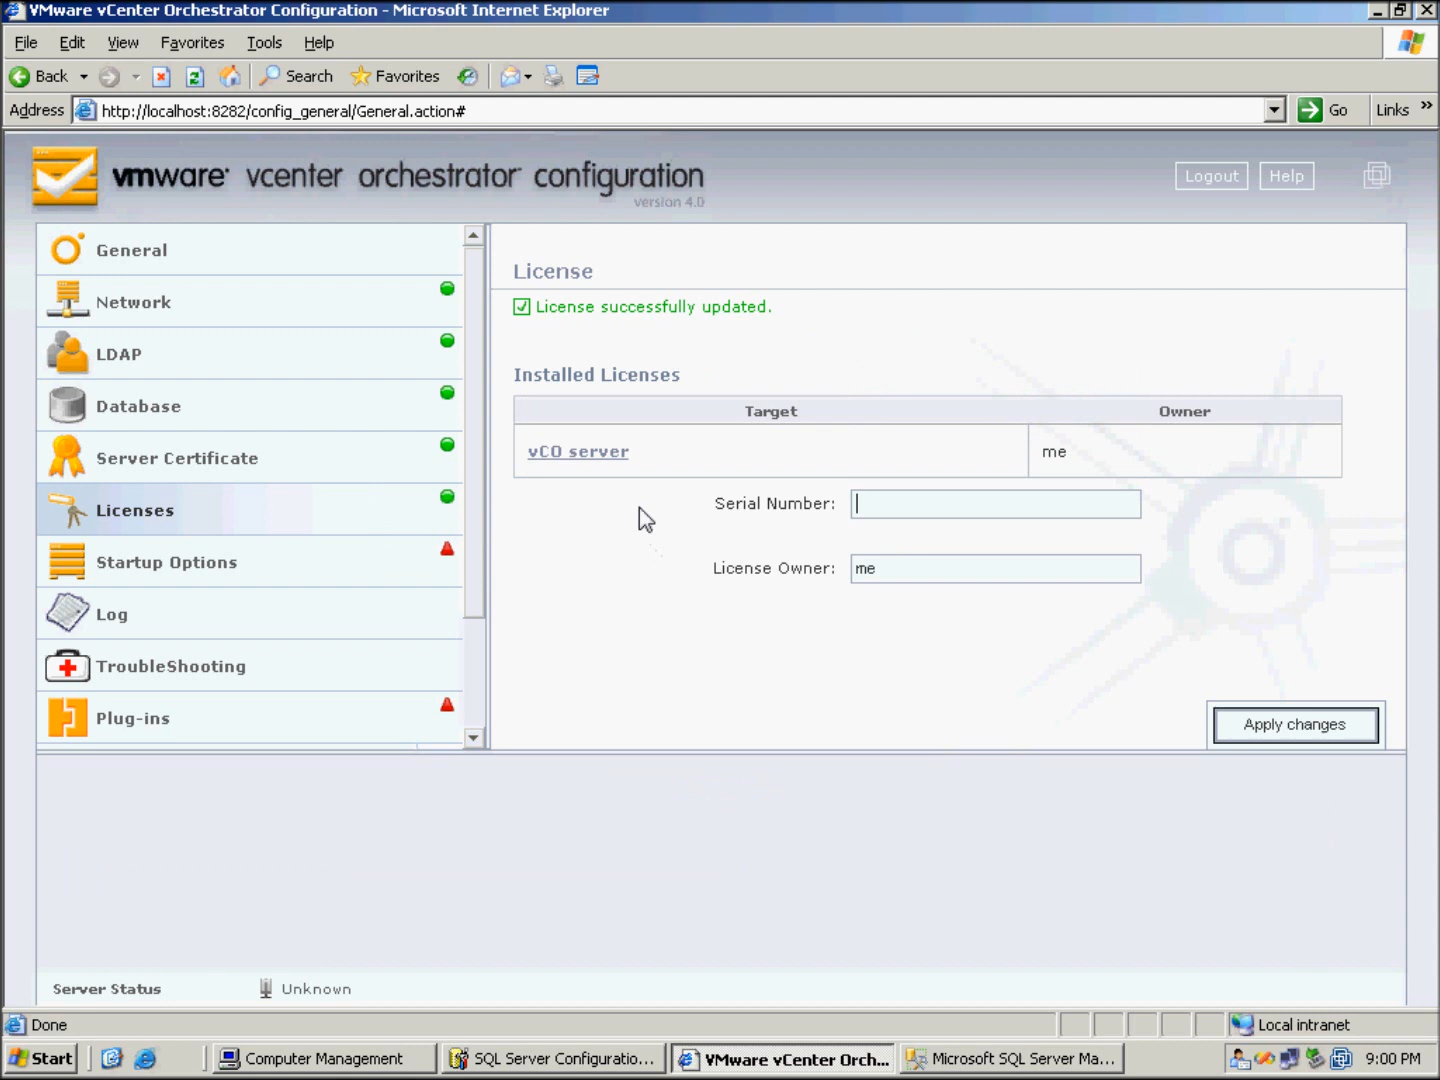 VMware vCenter Orchestrator Configuration - Microsoft Internet Explorer
File Edit View Favorites Tools Help
Back Search Favorites
Address http://localhost:8282/config_general/General.action# Go Links »
vmware vcenter orchestrator configuration
version 4.0
Logout Help
General
Network
LDAP
Database
Server Certificate
Licenses
Startup Options
Log
TroubleShooting
Plug-ins
License
License successfully updated.
Installed Licenses
Target Owner
vCO server me
Serial Number:
License Owner: me
Apply changes
Server Status Unknown
Done Local intranet
Start Computer Management SQL Server Configuratio... VMware vCenter Orch... Microsoft SQL Server Ma... 9:00 PM